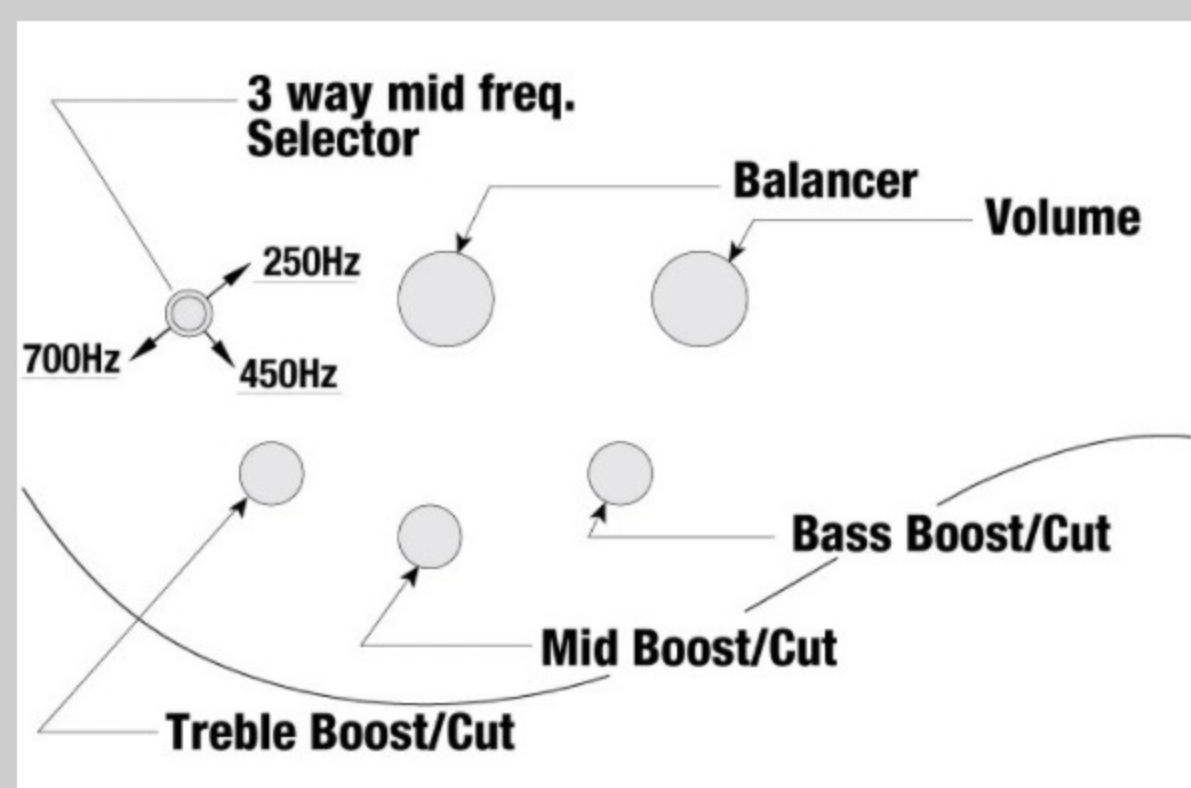 3 way mid freq.
Selector
Balancer
Volume
250Hz
700Hz
450Hz
Bass Boost/Cut
Mid Boost/Cut
Treble Boost/Cut